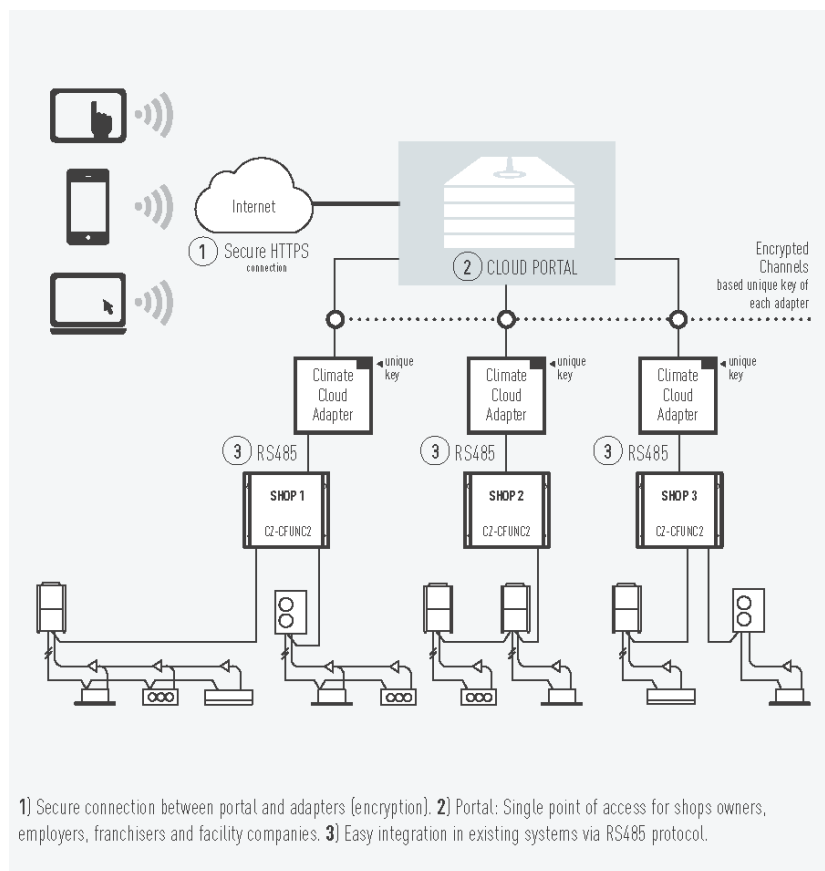 Internet
1 Secure HTTPS
connection
2 CLOUD PORTAL
Encrypted
Channels
based unique key of
each adapter
Climate
Cloud
Adapter
unique
key
Climate
Cloud
Adapter
unique
key
Climate
Cloud
Adapter
unique
key
3 RS485
3 RS485
3 RS485
SHOP 1
CZ-CFUNC2
SHOP 2
CZ-CFUNC2
SHOP 3
CZ-CFUNC2
1) Secure connection between portal and adapters (encryption). 2) Portal: Single point of access for shops owners,
employers, franchisers and facility companies. 3) Easy integration in existing systems via RS485 protocol.